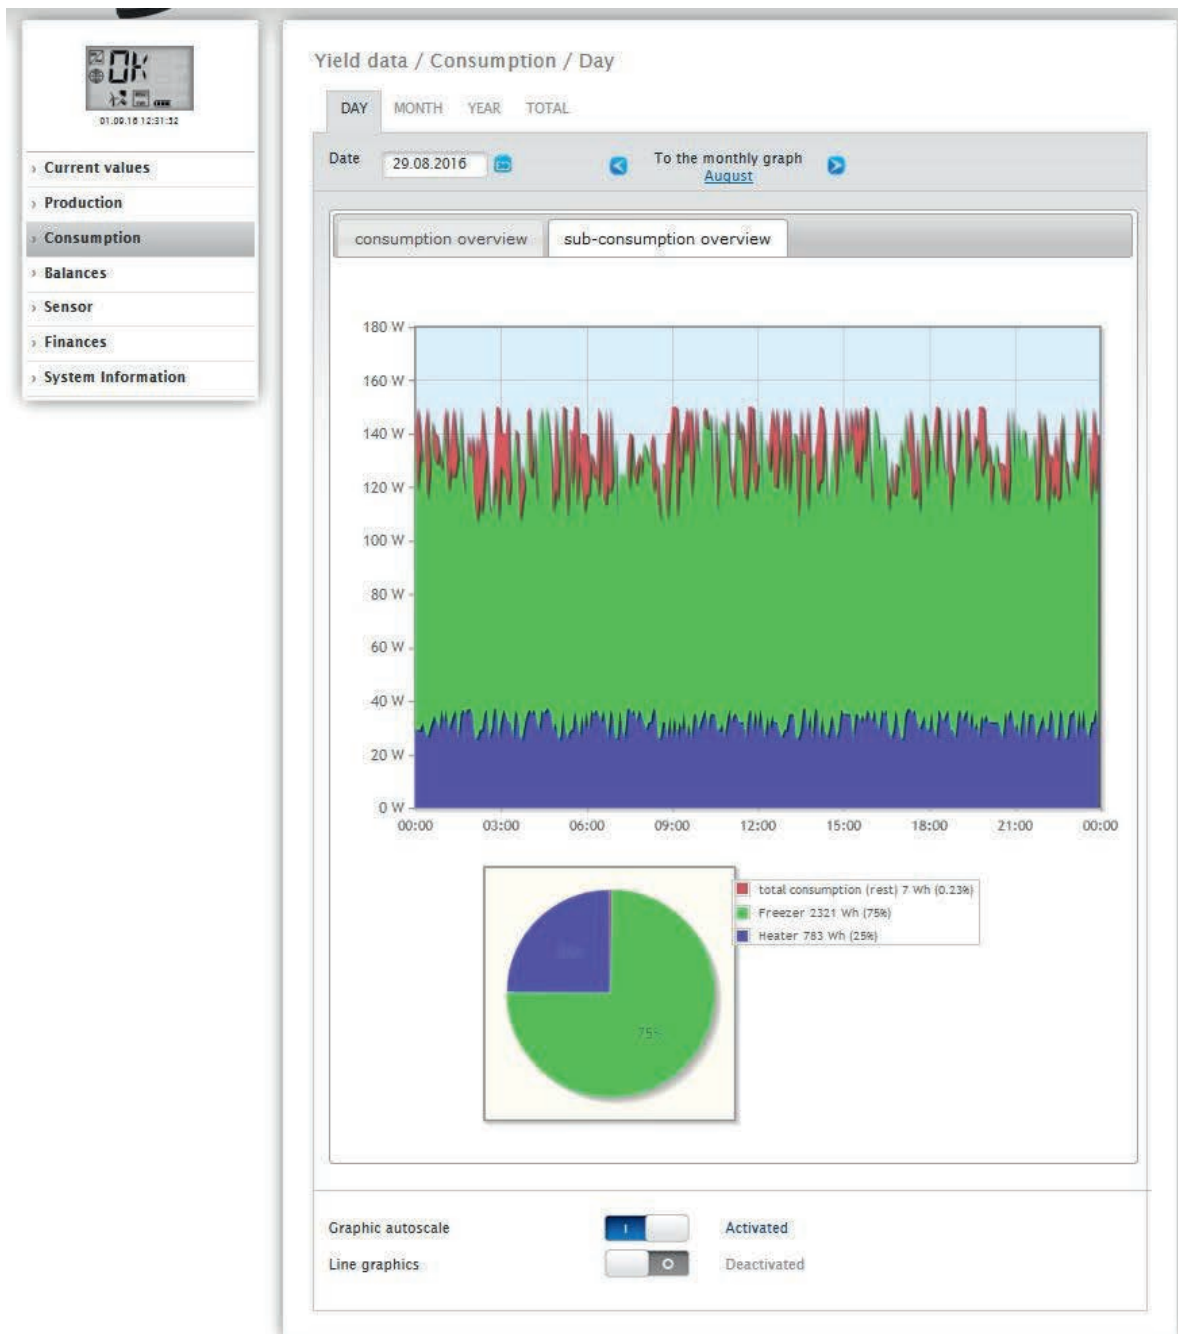 OK
01.09.16 12:31:32
Current values
Production
Consumption
Balances
Sensor
Finances
System Information
Yield data / Consumption / Day
DAY MONTH YEAR TOTAL
Date 29.08.2016 To the monthly graph
August
consumption overview sub-consumption overview
180 W
160 W
140 W
120 W
100 W
80 W
60 W
40 W
20 W
0 W
00:00 03:00 06:00 09:00 12:00 15:00 18:00 21:00 00:00
total consumption (rest) 7 Wh (0.23%)
Freezer 2321 Wh (75%)
Heater 783 Wh (25%)
75%
Graphic autoscale I Activated
Line graphics O Deactivated